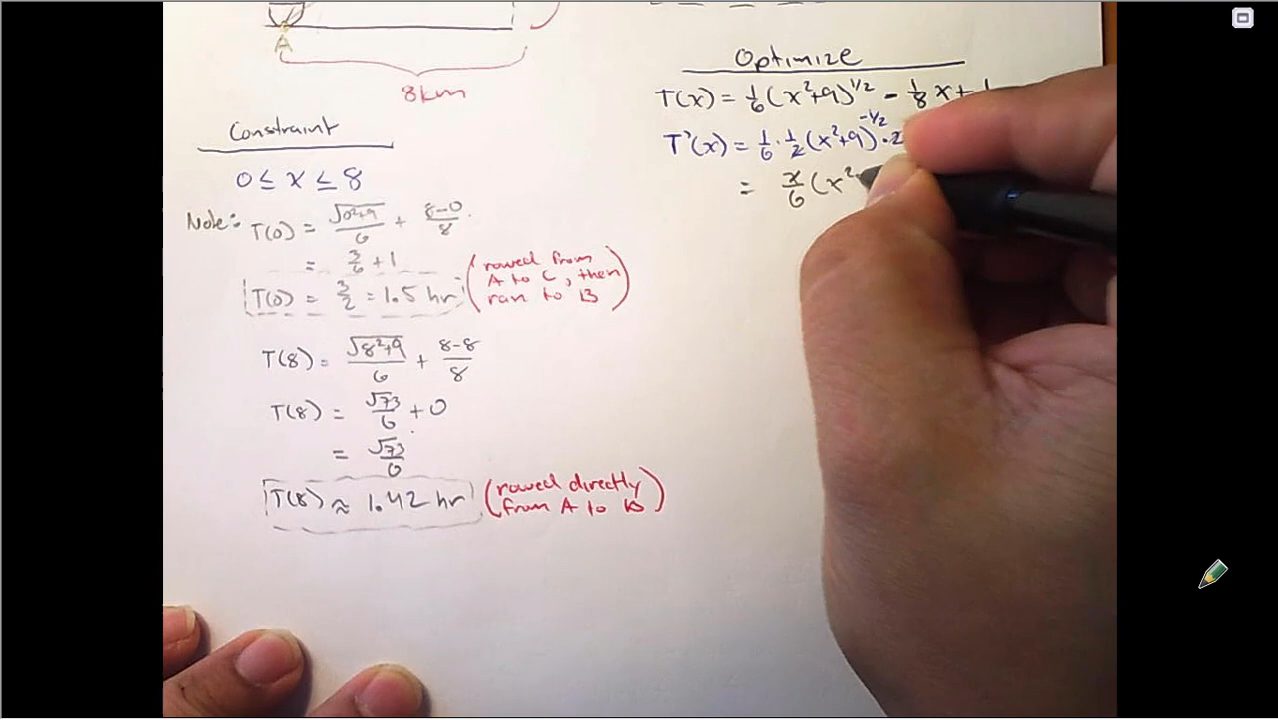 A
8km
Constraint
0 ≤ x ≤ 8
Note: T(0) = √(0²+9)/6 + (8-0)/8
= 3/6 + 1
T(0) = 3/2 = 1.5 hr
(rowed from
A to C, then
ran to B)
T(8) = √(8²+9)/6 + (8-8)/8
T(8) = √73/6 + 0
= √73/6
T(8) ≈ 1.42 hr
(rowed directly
from A to B)
Optimize
T(x) = 1/6 (x²+9)^1/2 - 1/8 x + 1
T'(x) = 1/6 · 1/2 (x²+9)^-1/2 · 2
= x/6 (x²